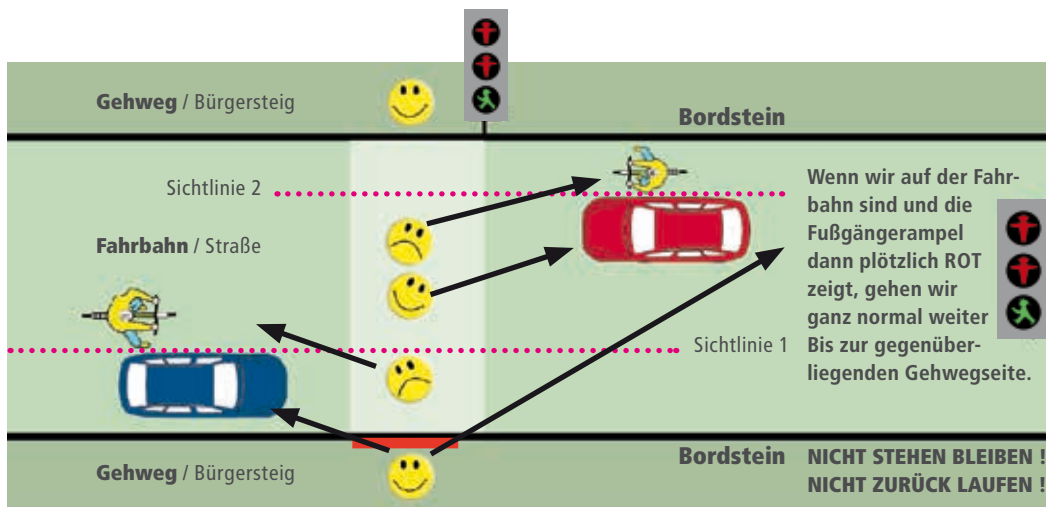 Gehweg / Bürgersteig
Bordstein
Sichtlinie 2
Fahrbahn / Straße
Wenn wir auf der Fahr-
bahn sind und die
Fußgängerampel
dann plötzlich ROT
zeigt, gehen wir
ganz normal weiter
Bis zur gegenüber-
liegenden Gehwegseite.
Sichtlinie 1
Gehweg / Bürgersteig
Bordstein
NICHT STEHEN BLEIBEN !
NICHT ZURÜCK LAUFEN !